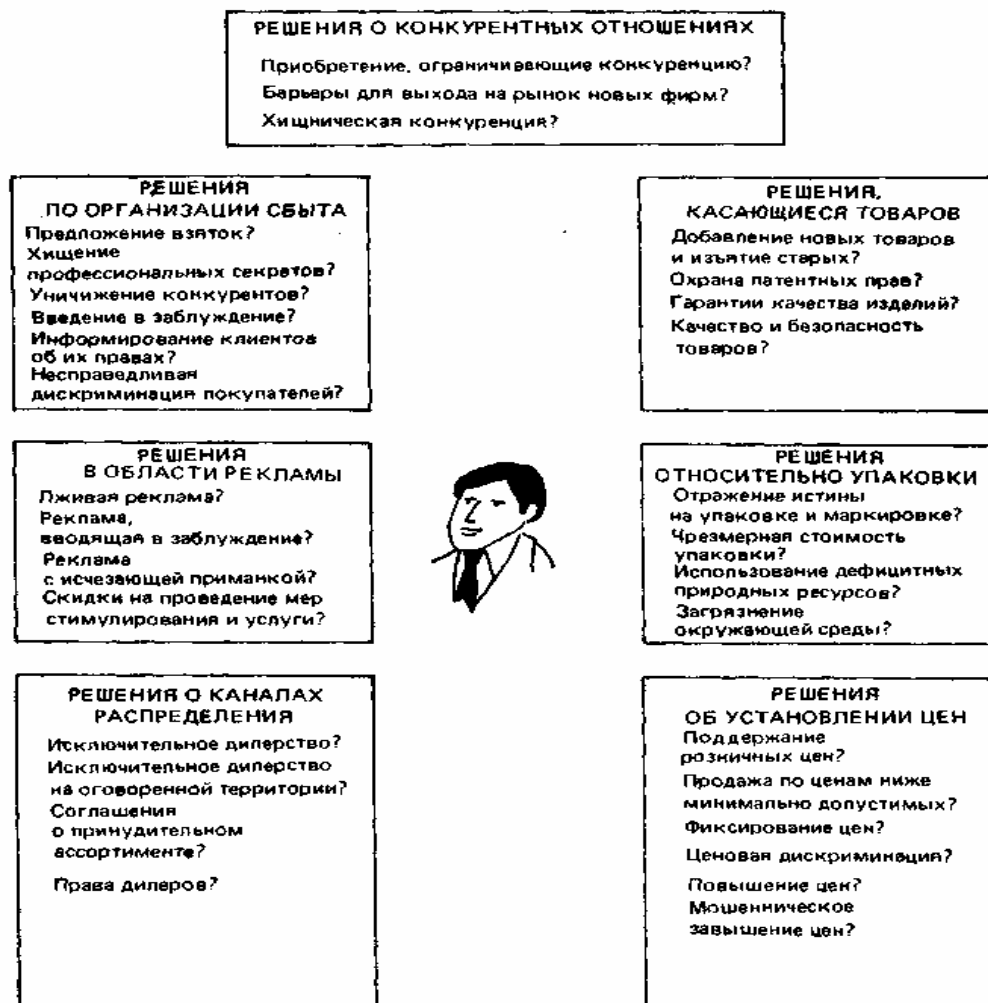 РЕШЕНИЯ О КОНКУРЕНТНЫХ ОТНОШЕНИЯХ
Приобретение, ограничивающие конкуренцию?
Барьеры для выхода на рынок новых фирм?
Хищническая конкуренция?
РЕШЕНИЯ
ПО ОРГАНИЗАЦИИ СБЫТА
Предложение взяток?
Хищение
профессиональных секретов?
Уничижение конкурентов?
Введение в заблуждение?
Информирование клиентов
об их правах?
Несправедливая
дискриминация покупателей?
РЕШЕНИЯ,
КАСАЮЩИЕСЯ ТОВАРОВ
Добавление новых товаров
и изъятие старых?
Охрана патентных прав?
Гарантии качества изделий?
Качество и безопасность
товаров?
РЕШЕНИЯ
В ОБЛАСТИ РЕКЛАМЫ
Лживая реклама?
Реклама,
вводящая в заблуждение?
Реклама
с исчезающей приманкой?
Скидки на проведение мер
стимулирования и услуги?
РЕШЕНИЯ
ОТНОСИТЕЛЬНО УПАКОВКИ
Отражение истины
на упаковке и маркировке?
Чрезмерная стоимость
упаковки?
Использование дефицитных
природных ресурсов?
Загрязнение
окружающей среды?
РЕШЕНИЯ О КАНАЛАХ
РАСПРЕДЕЛЕНИЯ
Исключительное дилерство?
Исключительное дилерство
на оговоренной территории?
Соглашения
о принудительном
ассортименте?
Права дилеров?
РЕШЕНИЯ
ОБ УСТАНОВЛЕНИИ ЦЕН
Поддержание
розничных цен?
Продажа по ценам ниже
минимально допустимых?
Фиксирование цен?
Ценовая дискриминация?
Повышение цен?
Мошенническое
завышение цен?